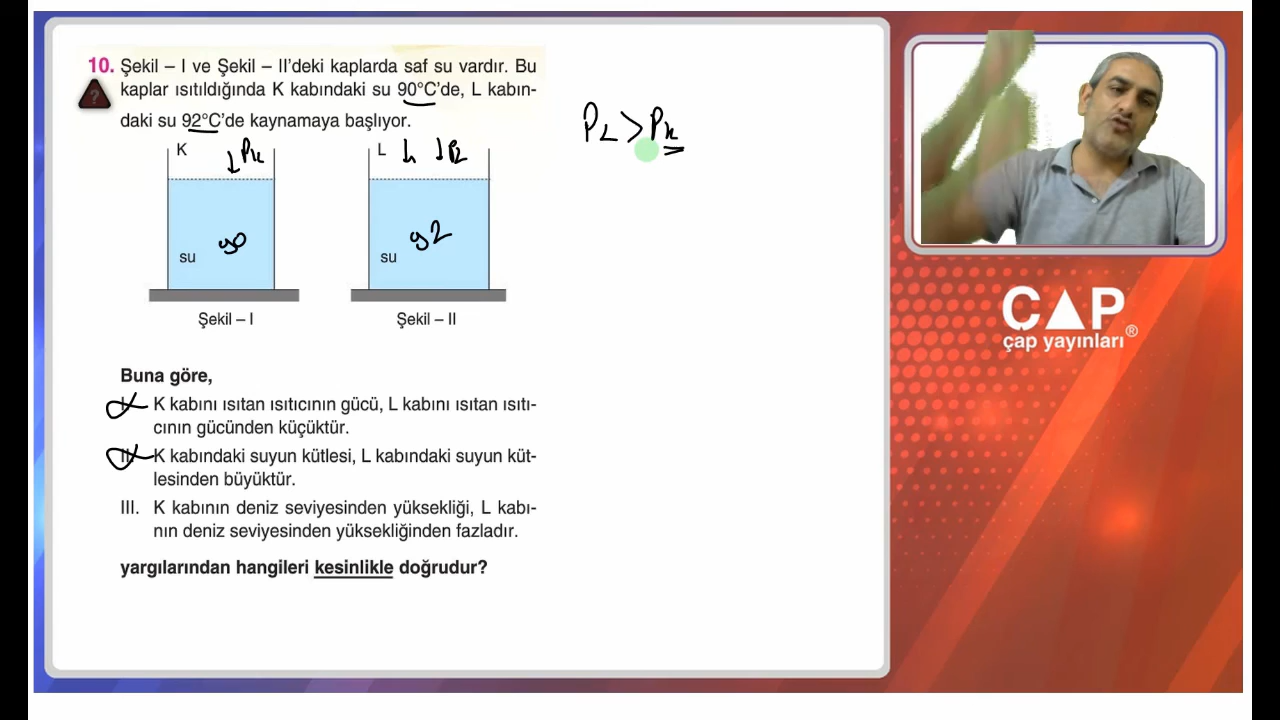 10. Şekil – I ve Şekil – II'deki kaplarda saf su vardır. Bu
kaplar ısıtıldığında K kabındaki su 90°C'de, L kabın-
daki su 92°C'de kaynamaya başlıyor.
K
PK
L
PL
PL > PK
90
su
92
su
Şekil – I
Şekil – II
Buna göre,
I. K kabını ısıtan ısıtıcının gücü, L kabını ısıtan ısıtı-
cının gücünden küçüktür.
II. K kabındaki suyun kütlesi, L kabındaki suyun küt-
lesinden büyüktür.
III. K kabının deniz seviyesinden yüksekliği, L kabı-
nın deniz seviyesinden yüksekliğinden fazladır.
yargılarından hangileri kesinlikle doğrudur?
ÇAP
çap yayınları®